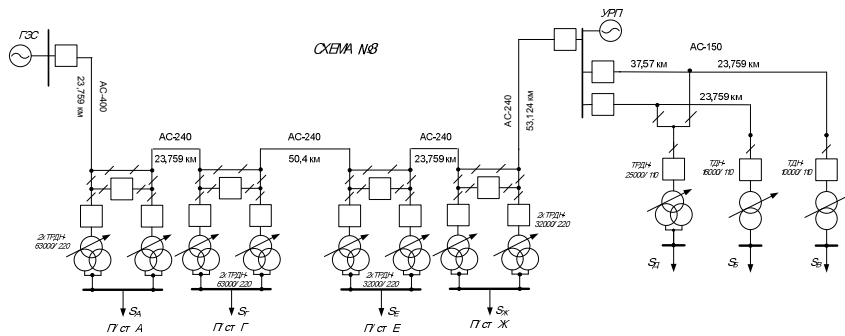 ГЭС
СХЕМА №8
УРП
АС-150
37,57 км
23,759 км
23,759 км
АС-400
23,759 км
АС-240
23,759 км
АС-240
50,4 км
АС-240
23,759 км
АС-240
53,124 км
ТРДН-
25000/110
ТДН-
16000/110
ТДН-
10000/110
2хТРДН-
63000/220
2хТРДН-
63000/220
2хТРДН-
32000/220
2хТРДН-
32000/220
SД
SБ
SВ
SА
П/ст А
SГ
П/ст Г
SЕ
П/ст Е
SЖ
П/ст Ж